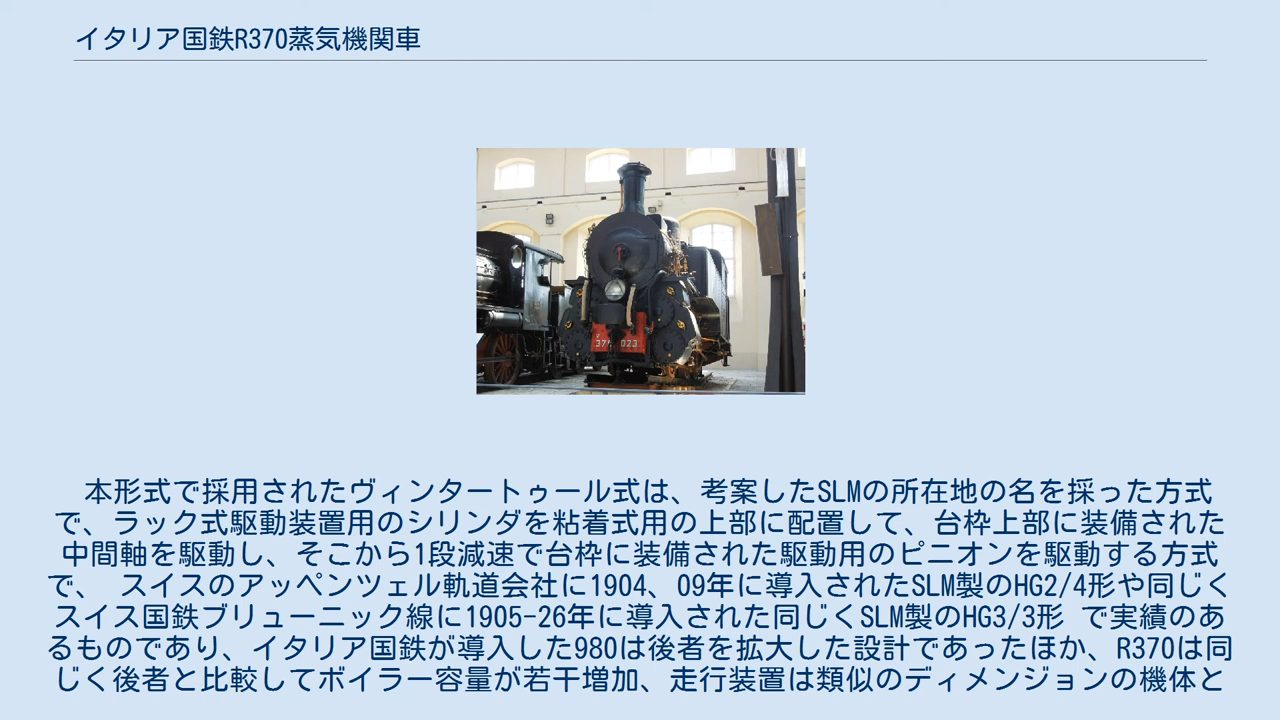 イタリア国鉄R370蒸気機関車
本形式で採用されたヴィンタートゥール式は、考案したSLMの所在地の名を採った方式
で、ラック式駆動装置用のシリンダを粘着式用の上部に配置して、台枠上部に装備された
中間軸を駆動し、そこから1段減速で台枠に装備された駆動用のピニオンを駆動する方式
で、 スイスのアッペンツェル軌道会社に1904、09年に導入されたSLM製のHG2/4形や同じく
スイス国鉄ブリューニック線に1905-26年に導入された同じくSLM製のHG3/3形 で実績のあ
るものであり、イタリア国鉄が導入した980は後者を拡大した設計であったほか、R370は同
じく後者と比較してボイラー容量が若干増加、走行装置は類似のディメンジョンの機体と